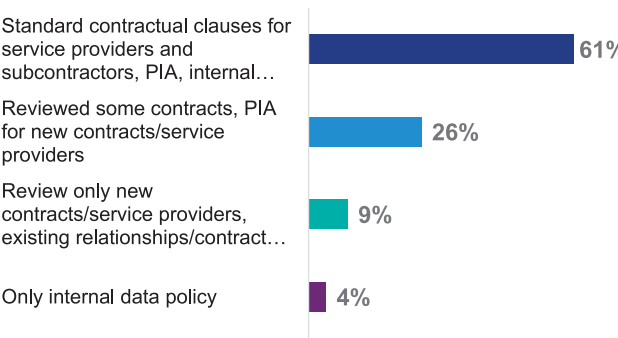 Standard contractual clauses for
service providers and
subcontractors, PIA, internal…
61%
Reviewed some contracts, PIA
for new contracts/service
providers
26%
Review only new
contracts/service providers,
existing relationships/contract…
9%
Only internal data policy
4%